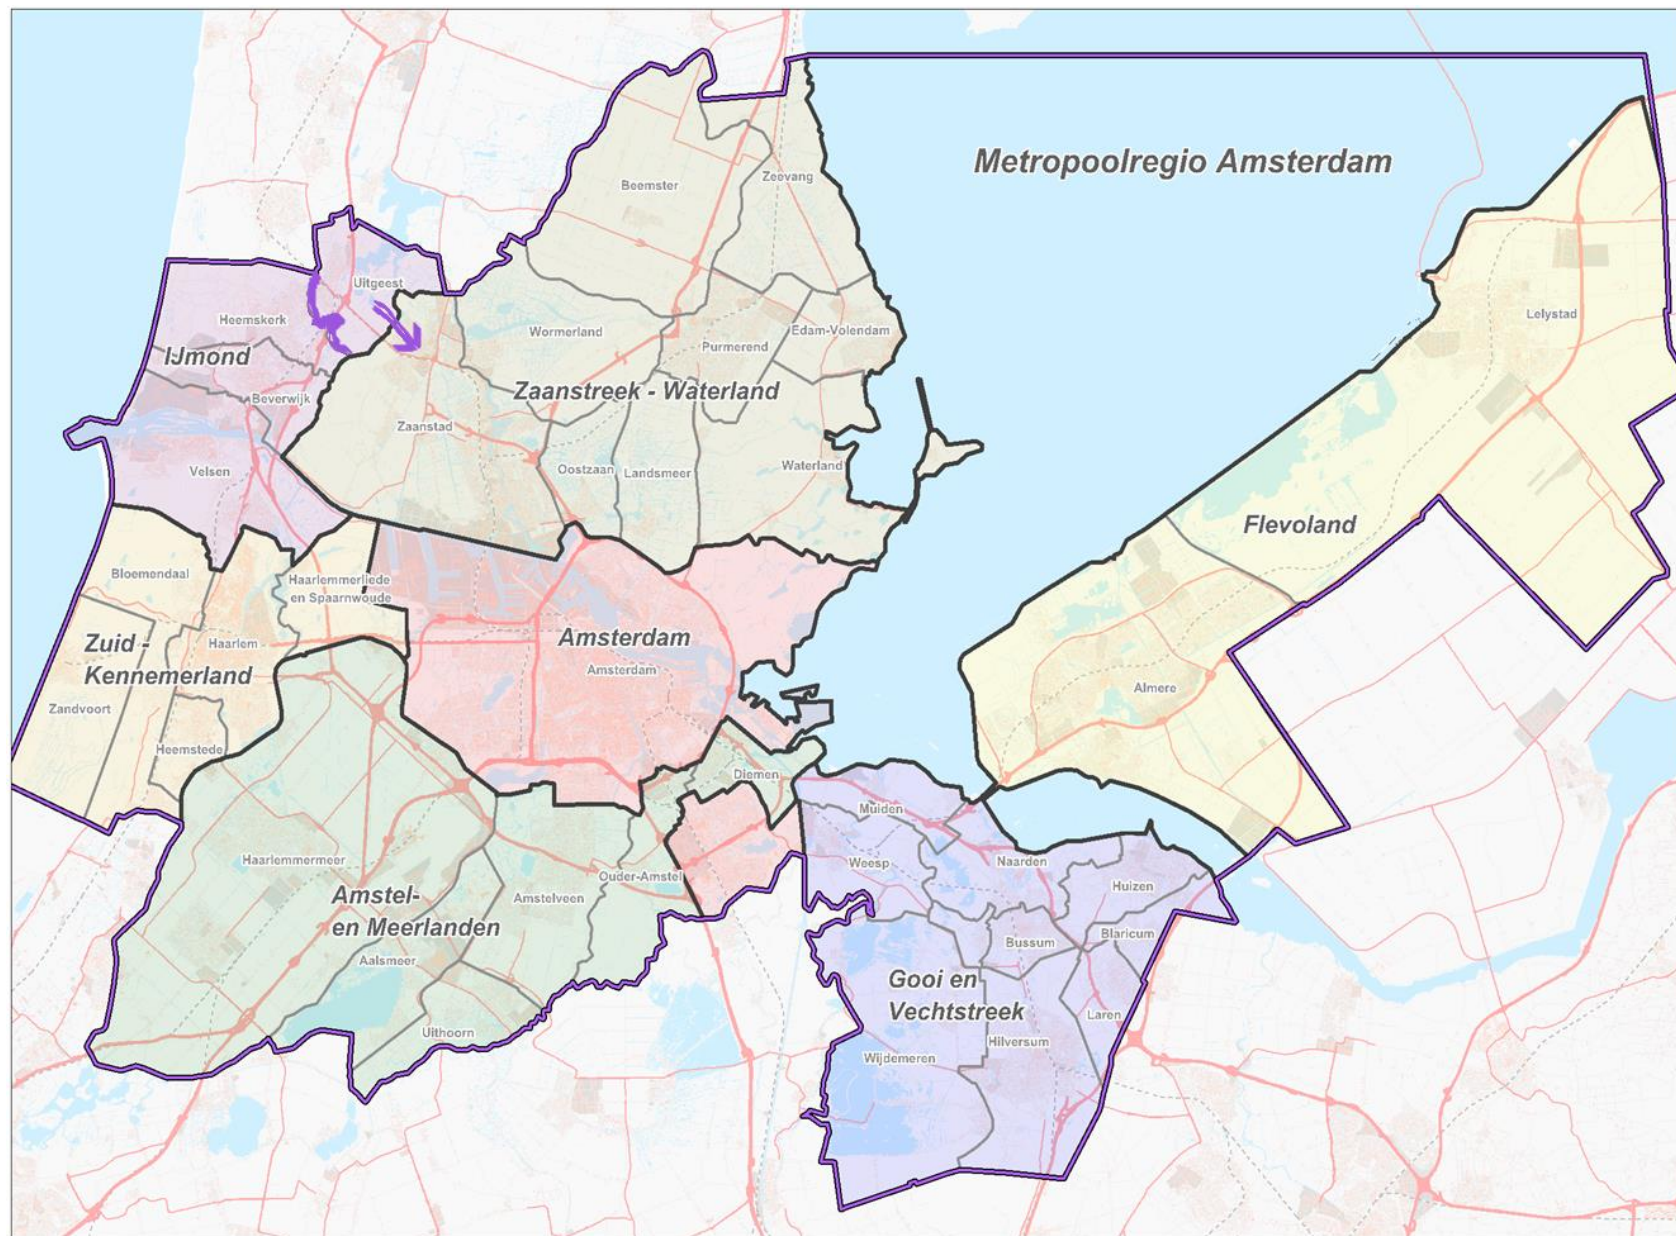 Metropoolregio Amsterdam
Beemster
Zeevang
Uitgeest
Heemskerk
IJmond
Wormerland
Edam-Volendam
Purmerend
Lelystad
Zaanstreek - Waterland
Beverwijk
Zaanstad
Velsen
Oostzaan
Landsmeer
Waterland
Flevoland
Bloemendaal
Haarlemmerliede
en Spaarnwoude
Zuid -
Kennemerland
Haarlem
Amsterdam
Amsterdam
Zandvoort
Almere
Heemstede
Diemen
Muiden
Haarlemmermeer
Weesp
Naarden
Ouder-Amstel
Huizen
Amstel-
en Meerlanden
Amstelveen
Aalsmeer
Bussum
Blaricum
Gooi en
Vechtstreek
Laren
Uithoorn
Hilversum
Wijdemeren